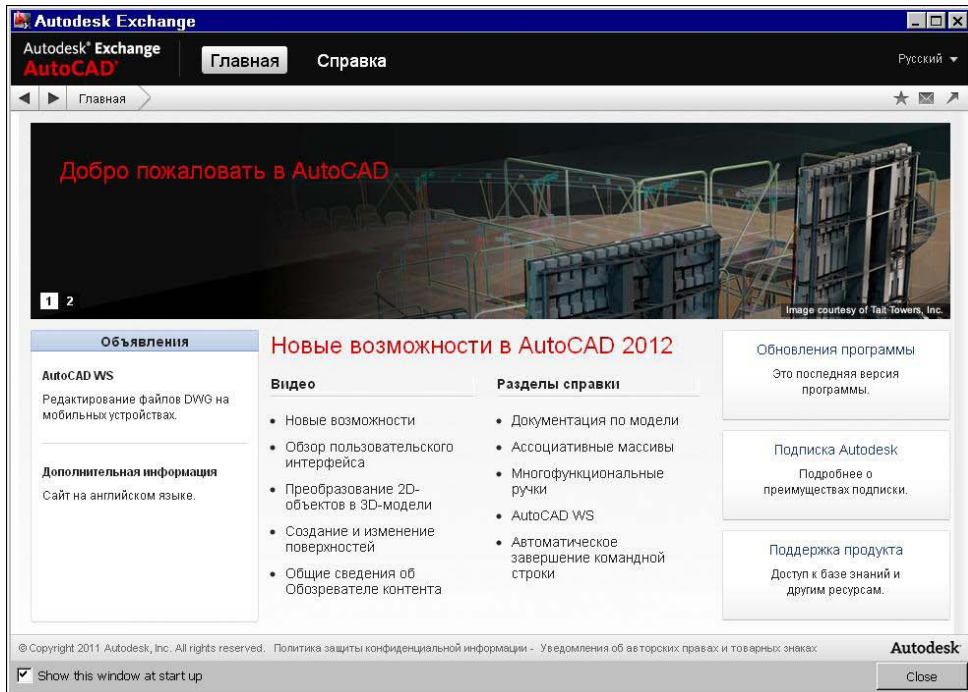 Autodesk Exchange
Autodesk® Exchange
AutoCAD®
Главная
Справка
Русский
Главная
Добро пожаловать в AutoCAD
1 2
Image courtesy of Tait Towers, Inc.
Объявления
AutoCAD WS
Редактирование файлов DWG на
мобильных устройствах.
Дополнительная информация
Сайт на английском языке.
Новые возможности в AutoCAD 2012
Видео
• Новые возможности
• Обзор пользовательского
интерфейса
• Преобразование 2D-
объектов в 3D-модели
• Создание и изменение
поверхностей
• Общие сведения об
Обозревателе контента
Разделы справки
• Документация по модели
• Ассоциативные массивы
• Многофункциональные
ручки
• AutoCAD WS
• Автоматическое
завершение командной
строки
Обновления программы
Это последняя версия
программы.
Подписка Autodesk
Подробнее о
преимуществах подписки.
Поддержка продукта
Доступ к базе знаний и
другим ресурсам.
© Copyright 2011 Autodesk, Inc. All rights reserved. Политика защиты конфиденциальной информации - Уведомления об авторских правах и товарных знаках
Autodesk
Show this window at start up
Close